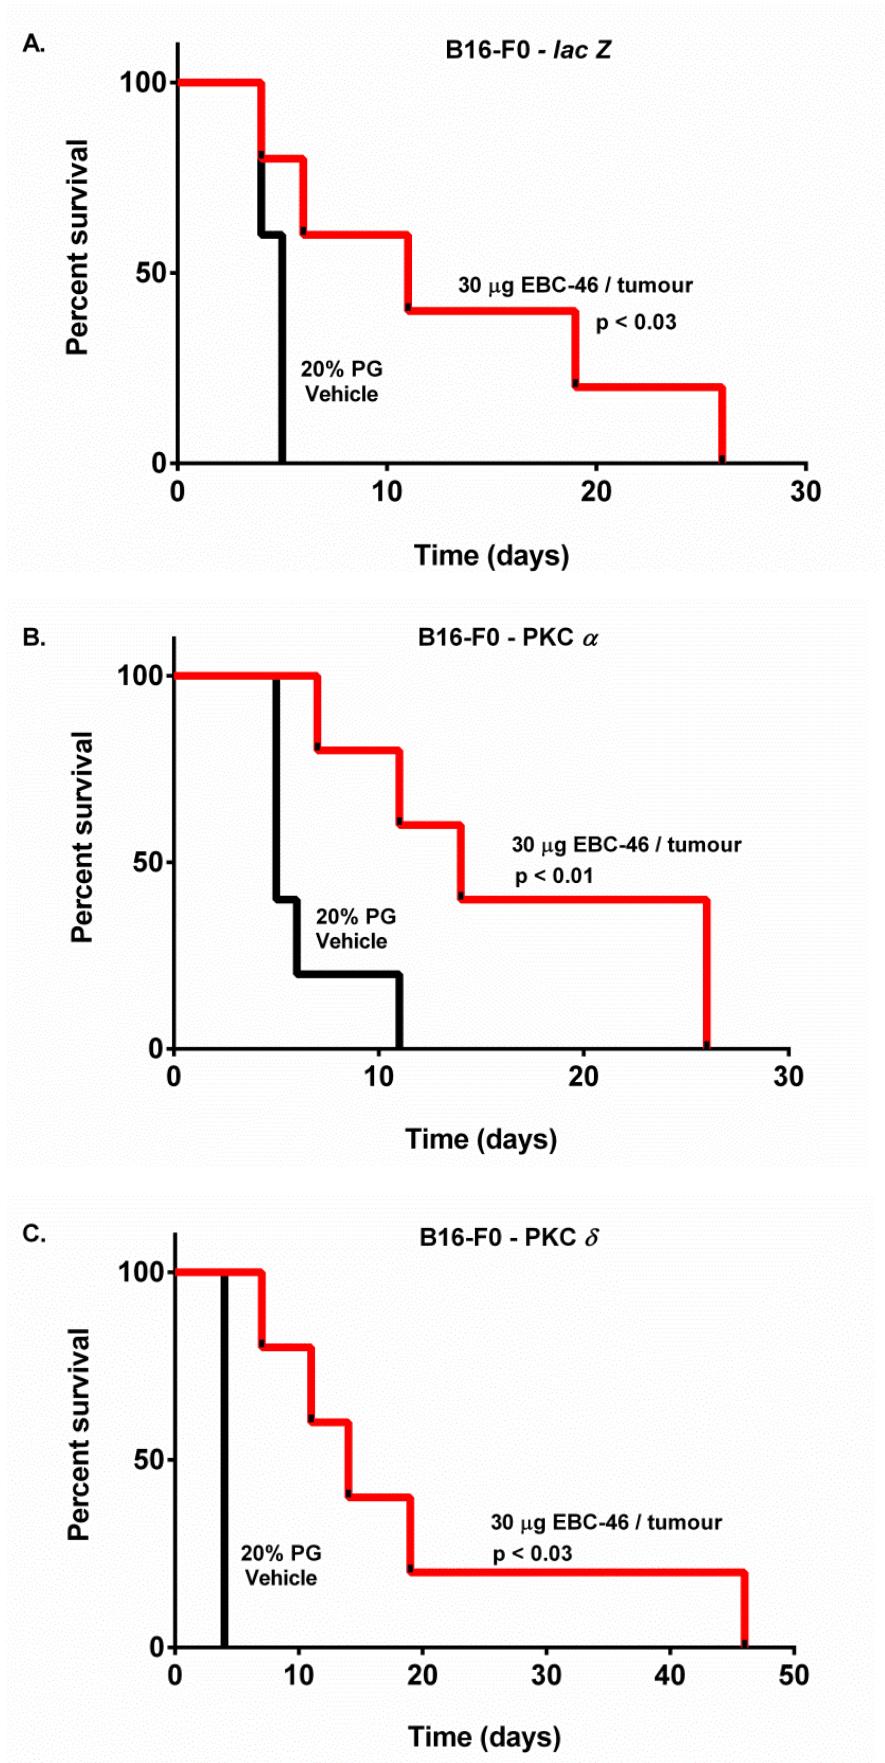 A.
B16-F0 - lac Z
Percent survival
100
50
0
30 μg EBC-46 / tumour
p < 0.03
20% PG
Vehicle
0 10 20 30
Time (days)
B.
B16-F0 - PKC α
Percent survival
100
50
0
30 μg EBC-46 / tumour
p < 0.01
20% PG
Vehicle
0 10 20 30
Time (days)
C.
B16-F0 - PKC δ
Percent survival
100
50
0
30 μg EBC-46 / tumour
p < 0.03
20% PG
Vehicle
0 10 20 30 40 50
Time (days)